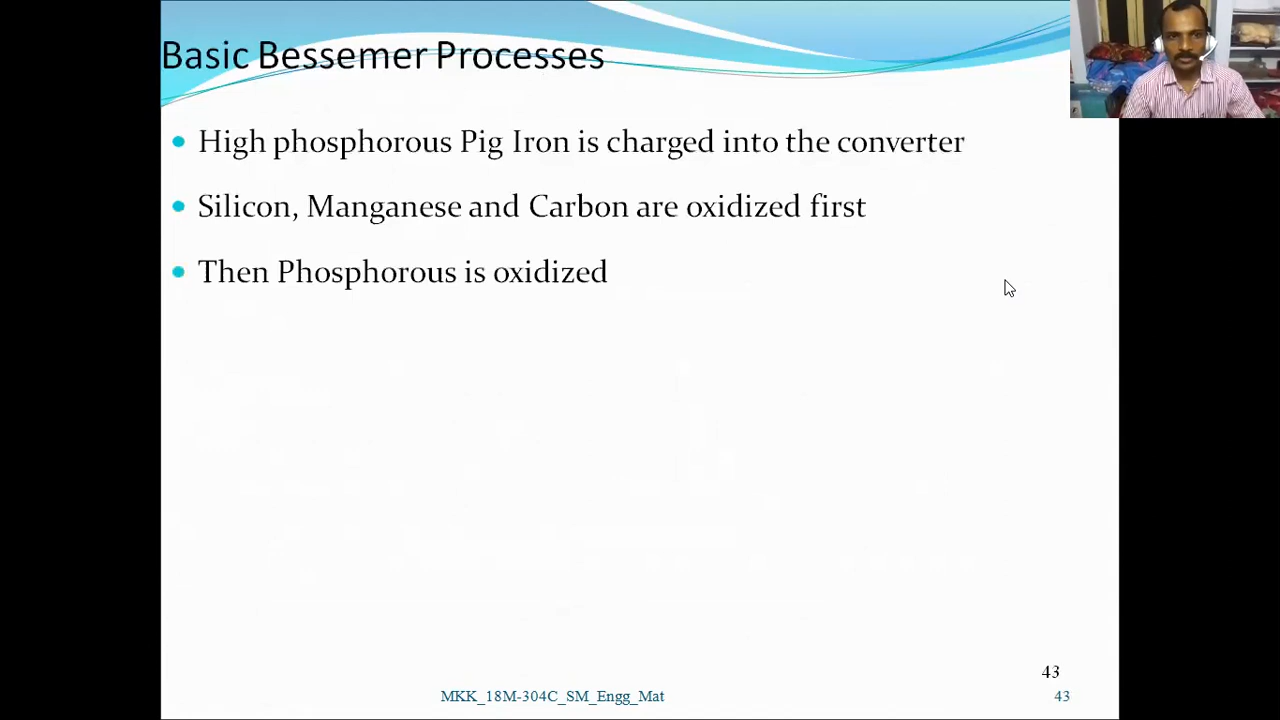 Basic Bessemer Processes
High phosphorous Pig Iron is charged into the converter
Silicon, Manganese and Carbon are oxidized first
Then Phosphorous is oxidized
43
MKK_18M-304C_SM_Engg_Mat
43